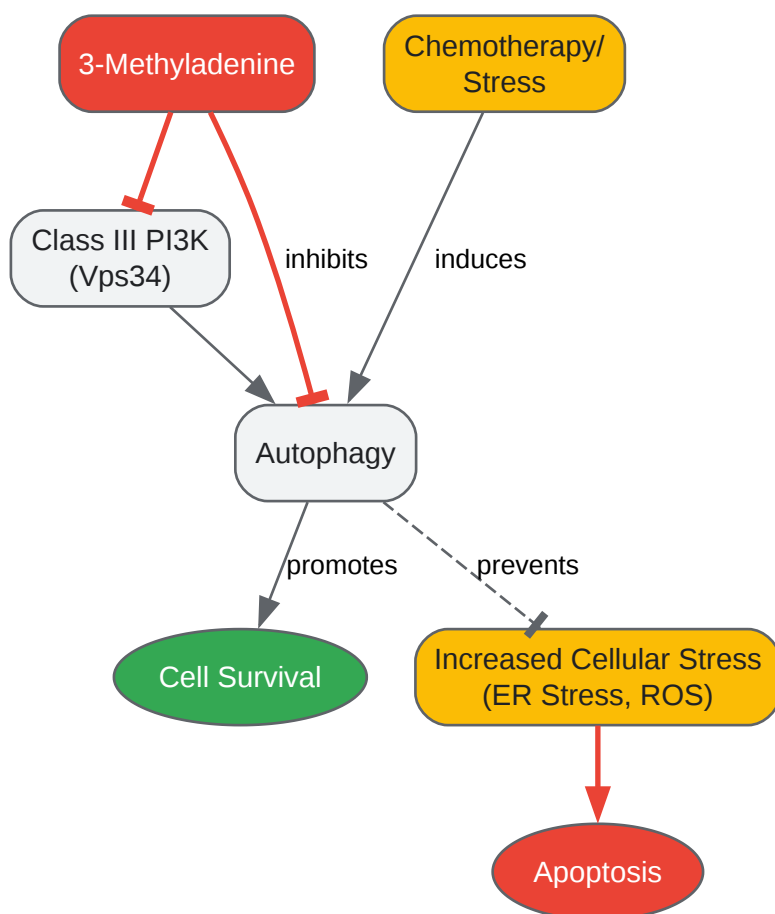 3-Methyladenine
Chemotherapy/
Stress
Class III PI3K
(Vps34)
inhibits
induces
Autophagy
promotes
prevents
Cell Survival
Increased Cellular Stress
(ER Stress, ROS)
Apoptosis